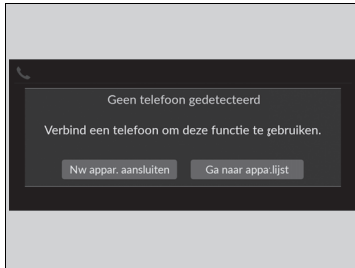 Geen telefoon gedetecteerd
Verbind een telefoon om deze functie te gebruiken.
Nw appar. aansluiten
Ga naar appa.lijst